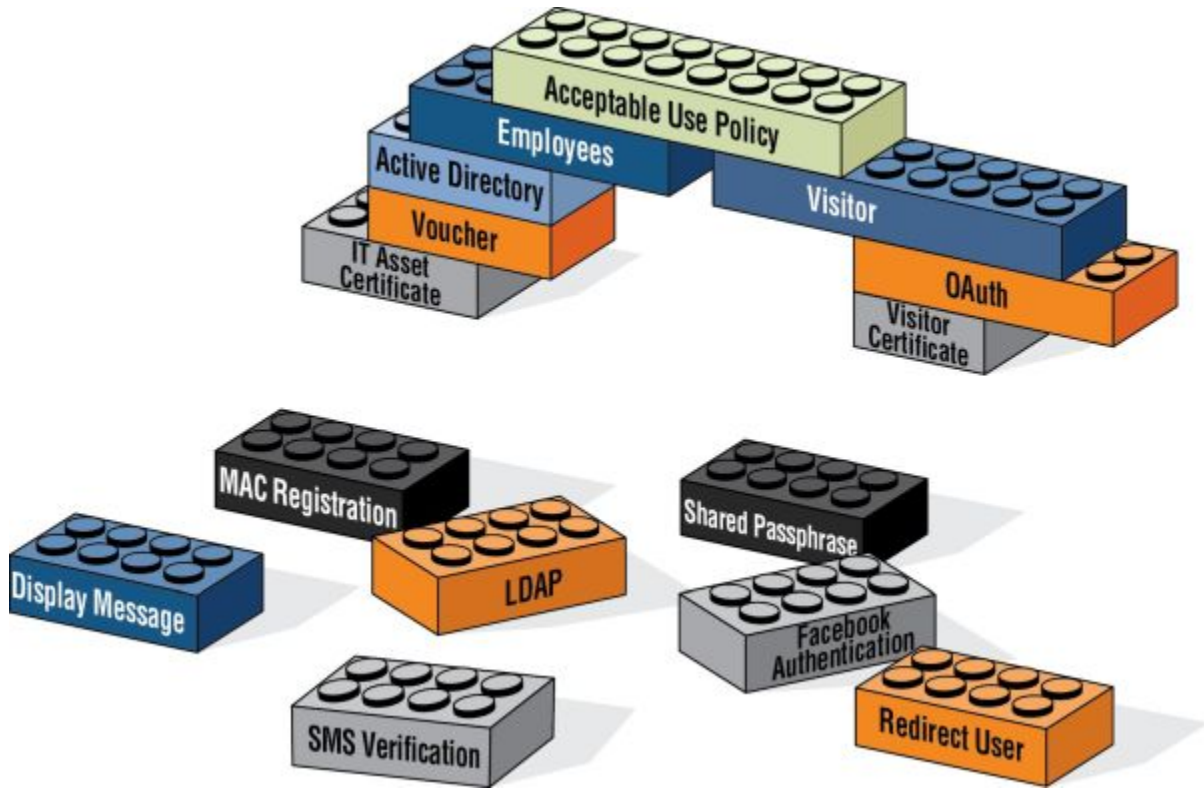 Acceptable Use Policy
Employees
Active Directory
Visitor
Voucher
IT Asset
Certificate
OAuth
Visitor
Certificate
MAC Registration
Shared Passphrase
Display Message
LDAP
Facebook
Authentication
SMS Verification
Redirect User